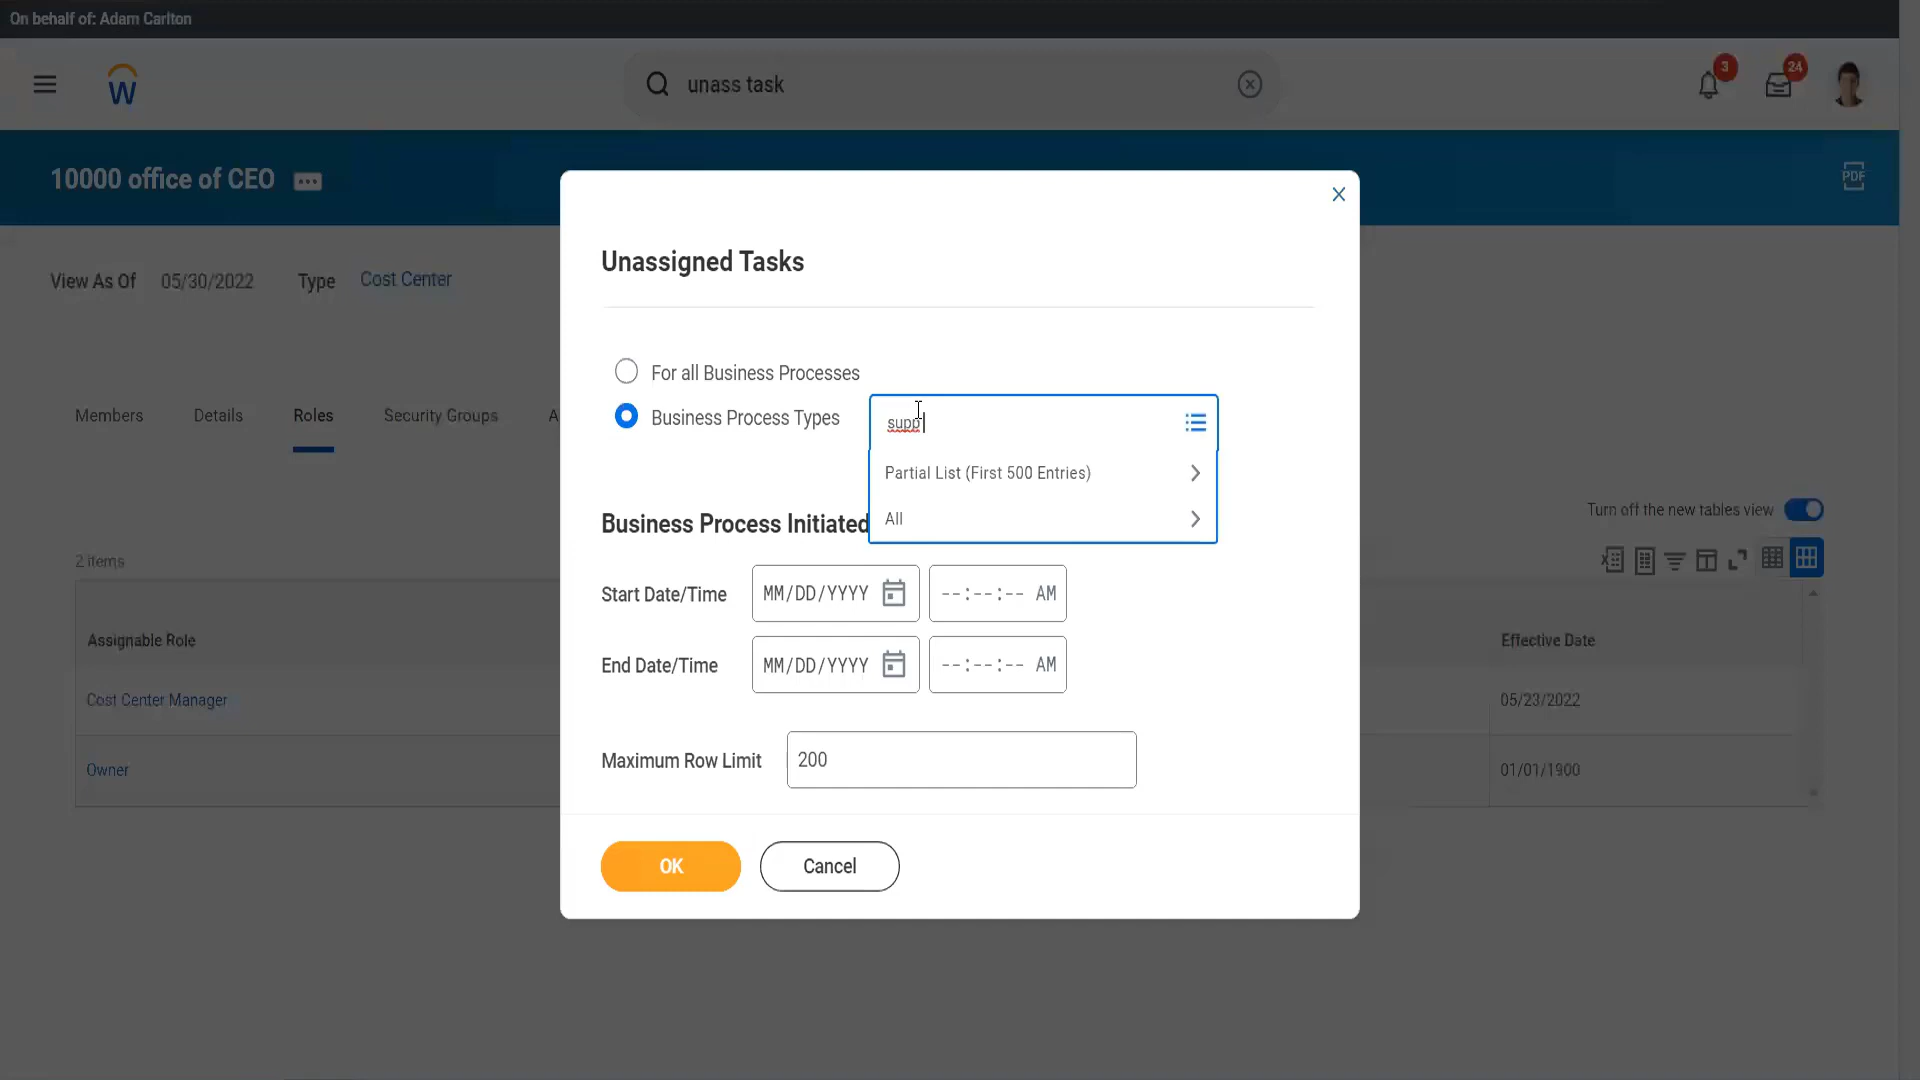 On behalf of: Adam Carlton
W
unass task
3
24
10000 office of CEO
PDF
View As Of 05/30/2022 Type Cost Center
Members Details Roles Security Groups A
Turn off the new tables view
2 items
Assignable Role Effective Date
Cost Center Manager 05/23/2022
Owner 01/01/1900
Unassigned Tasks
For all Business Processes
Business Process Types supp
Partial List (First 500 Entries)
All
Business Process Initiated
Start Date/Time MM/DD/YYYY --:--:-- AM
End Date/Time MM/DD/YYYY --:--:-- AM
Maximum Row Limit 200
OK Cancel